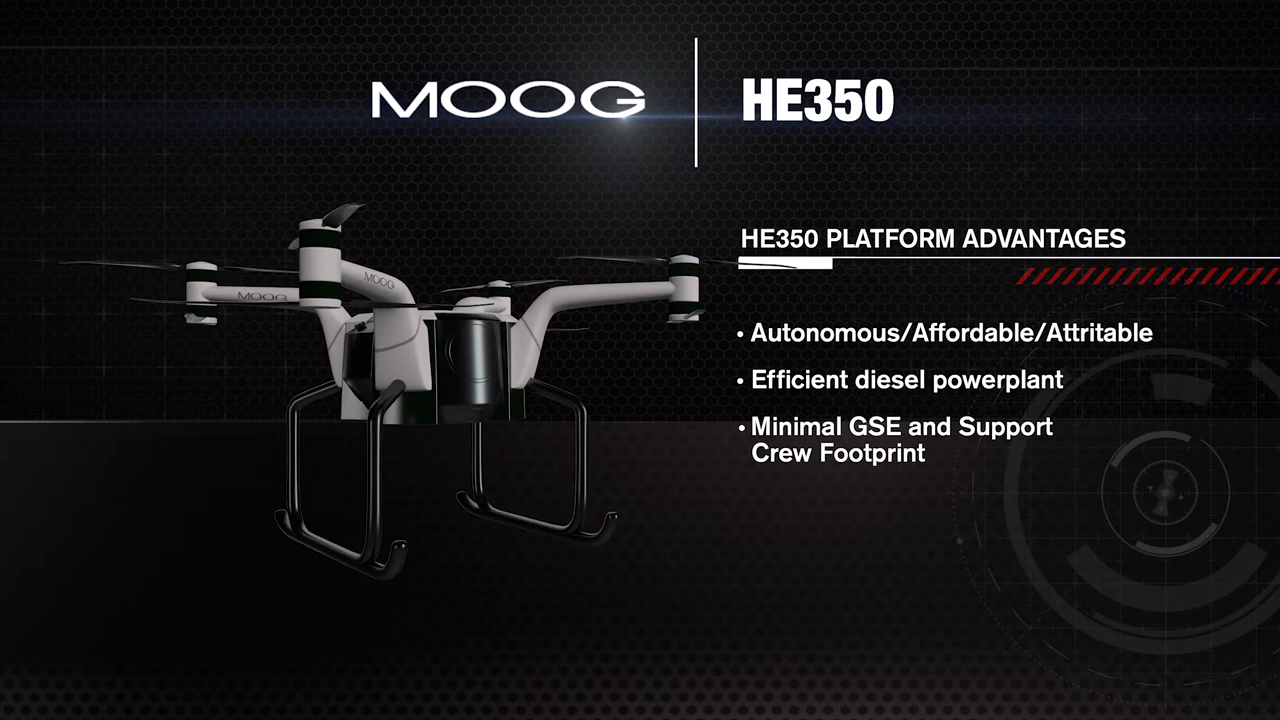 MOOG
HE350
HE350 PLATFORM ADVANTAGES
• Autonomous/Affordable/Attritable
• Efficient diesel powerplant
• Minimal GSE and Support
Crew Footprint
MOOG
MOOG